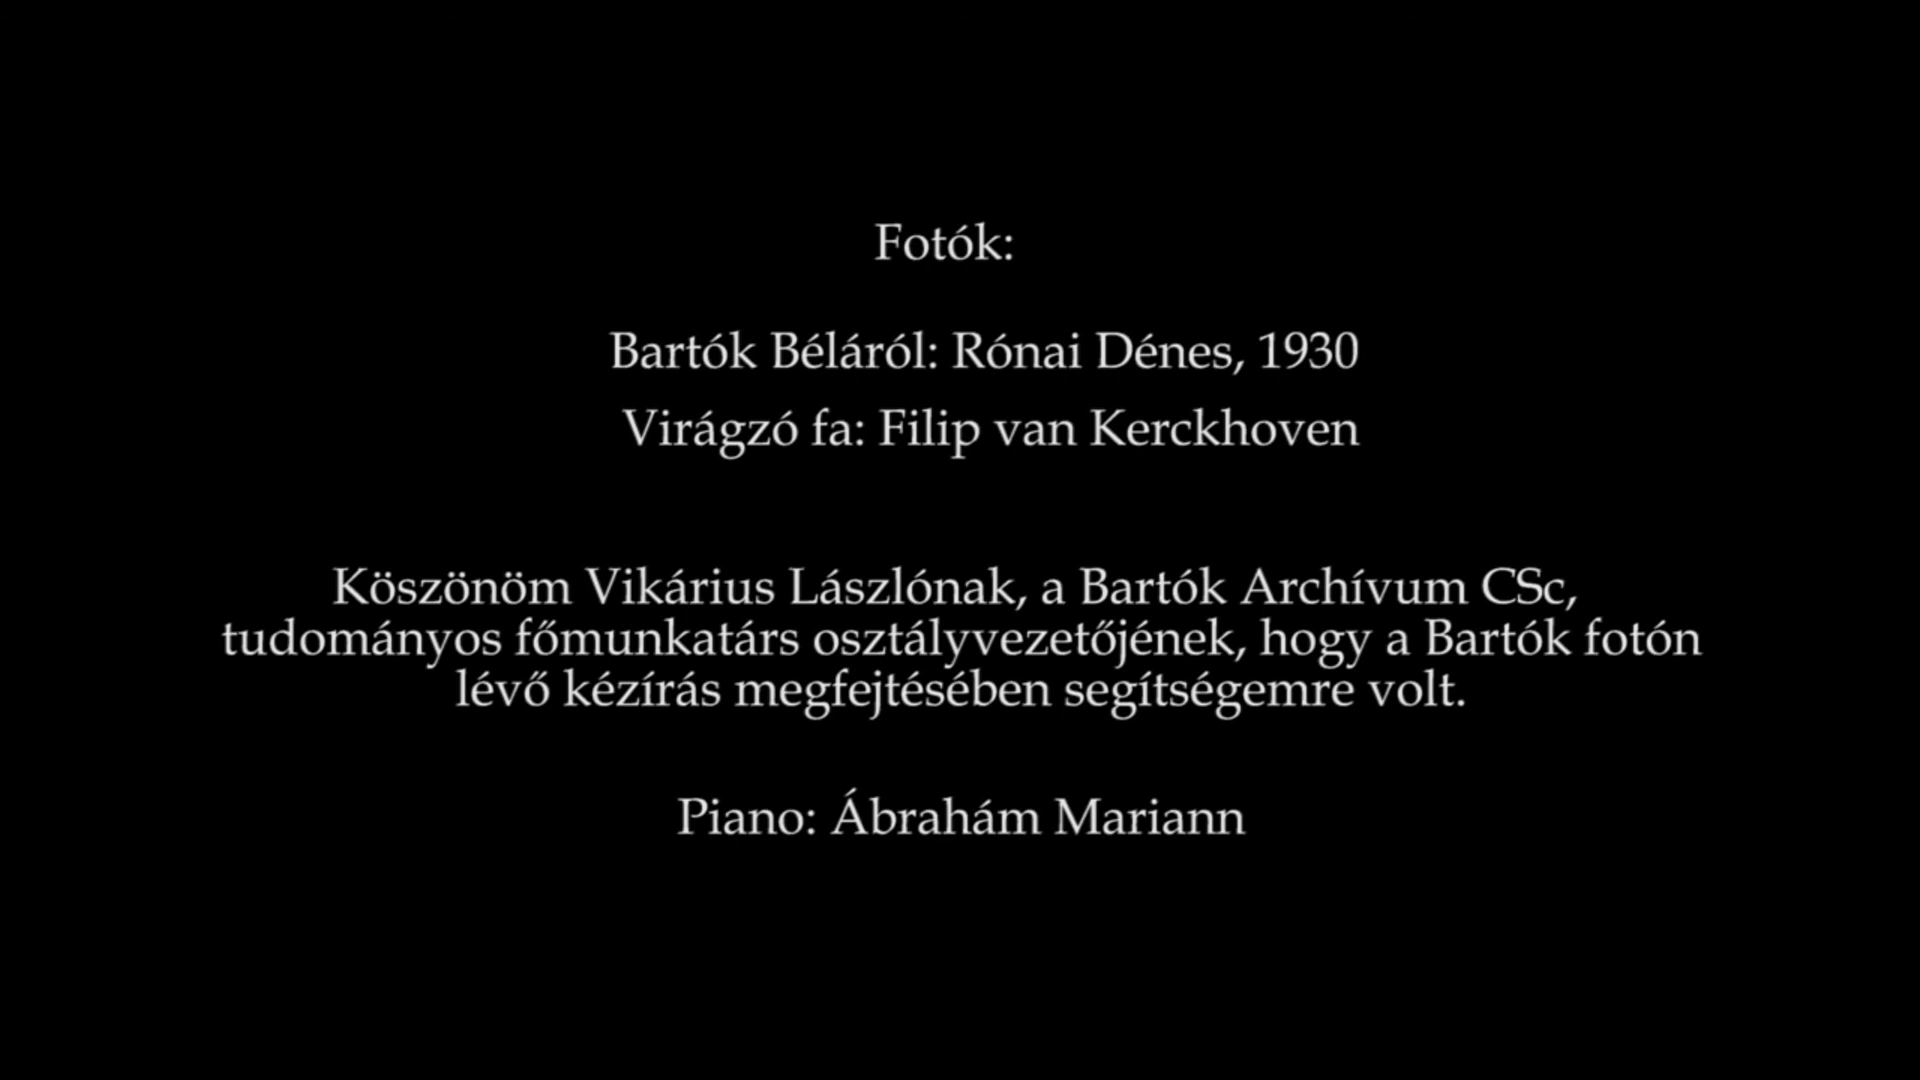 Fotók:
Bartók Béláról: Rónai Dénes, 1930
Virágzó fa: Filip van Kerckhoven
Köszönöm Vikárius Lászlónak, a Bartók Archívum CSc,
tudományos főmunkatárs osztályvezetőjének, hogy a Bartók fotón
lévő kézírás megfejtésében segítségemre volt.
Piano: Ábrahám Mariann